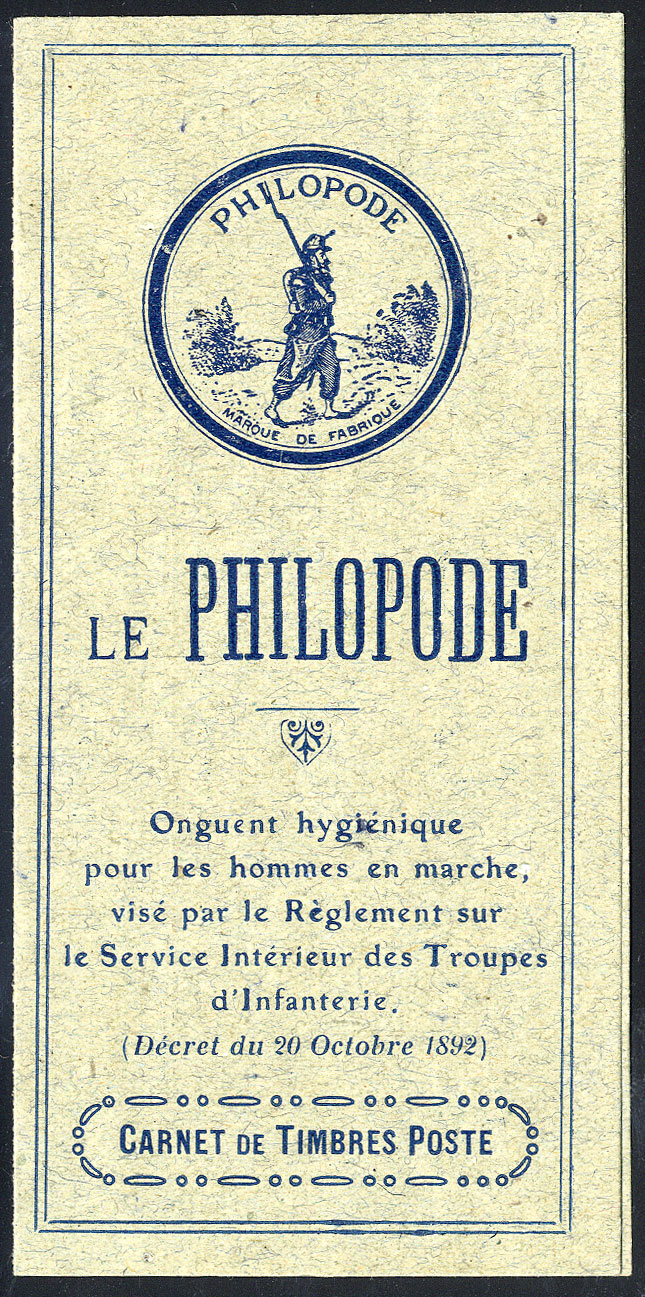 PHILOPODE
MARQUE DE FABRIQUE
LE PHILOPODE
Onguent hygiénique
pour les hommes en marche,
visé par le Règlement sur
le Service Intérieur des Troupes
d'Infanterie.
(Décret du 20 Octobre 1892)
CARNET DE TIMBRES POSTE